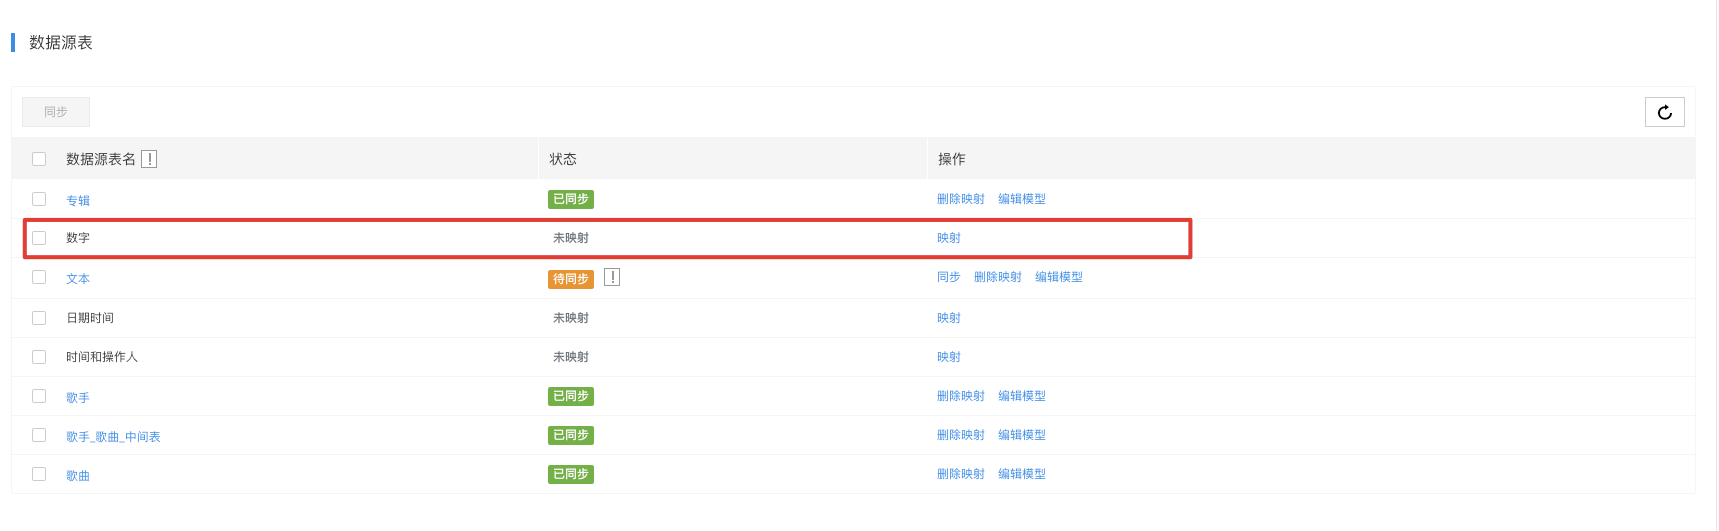 数据源表
同步
数据源表名 状态 操作
专辑 已同步 删除映射 编辑模型
数字 未映射 映射
文本 待同步 同步 删除映射 编辑模型
日期时间 未映射 映射
时间和操作人 未映射 映射
歌手 已同步 删除映射 编辑模型
歌手_歌曲_中间表 已同步 删除映射 编辑模型
歌曲 已同步 删除映射 编辑模型